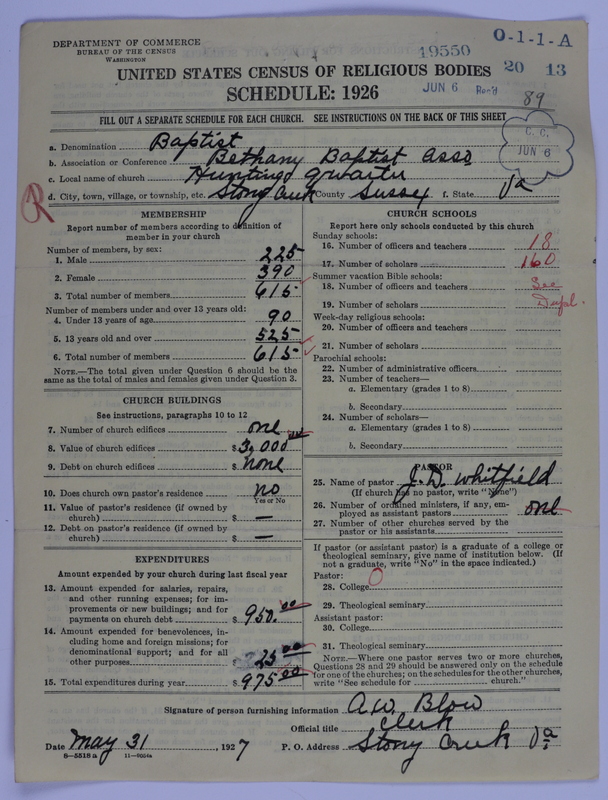 DEPARTMENT OF COMMERCE
BUREAU OF THE CENSUS
WASHINGTON
19550
O-1-1-A
20 13
UNITED STATES CENSUS OF RELIGIOUS BODIES
SCHEDULE: 1926
JUN 6 Rec'd
89
FILL OUT A SEPARATE SCHEDULE FOR EACH CHURCH. SEE INSTRUCTIONS ON THE BACK OF THIS SHEET
C. C.
JUN 6
a. Denomination Baptist
b. Association or Conference Bethany Baptist Asso
c. Local name of church Hunting Quarter
d. City, town, village, or township, etc. Stony Creek County Sussex f. State Va
R
MEMBERSHIP
Report number of members according to definition of
member in your church
Number of members, by sex:
1. Male 225
2. Female 390
3. Total number of members 615
Number of members under and over 13 years old:
4. Under 13 years of age 90
5. 13 years old and over 525
6. Total number of members 615
NOTE.—The total given under Question 6 should be the
same as the total of males and females given under Question 3.
CHURCH BUILDINGS
See instructions, paragraphs 10 to 12
7. Number of church edifices one
8. Value of church edifices $3,000
9. Debt on church edifices $ none
10. Does church own pastor's residence no
Yes or No
11. Value of pastor's residence (if owned by
church) $ —
12. Debt on pastor's residence (if owned by
church) $ —
EXPENDITURES
Amount expended by your church during last fiscal year
13. Amount expended for salaries, repairs,
and other running expenses; for im-
provements or new buildings; and for
payments on church debt $ 950.00
14. Amount expended for benevolences, in-
cluding home and foreign missions; for
denominational support; and for all
other purposes $ 25 00
15. Total expenditures during year $ 975 00
CHURCH SCHOOLS
Report here only schools conducted by this church
Sunday schools:
16. Number of officers and teachers 18
17. Number of scholars 160
Summer vacation Bible schools:
18. Number of officers and teachers See
19. Number of scholars Dupl.
Week-day religious schools:
20. Number of officers and teachers
21. Number of scholars
Parochial schools:
22. Number of administrative officers
23. Number of teachers—
a. Elementary (grades 1 to 8)
b. Secondary
24. Number of scholars—
a. Elementary (grades 1 to 8)
b. Secondary
PASTOR
25. Name of pastor J. D. Whitfield
(If church has no pastor, write "None")
26. Number of ordained ministers, if any, em-
ployed as assistant pastors one
27. Number of other churches served by the
pastor or his assistants
If pastor (or assistant pastor) is a graduate of a college or
theological seminary, give name of institution below. (If
not a graduate, write "No" in the space indicated.)
Pastor:
28. College O
29. Theological seminary
Assistant pastor:
30. College
31. Theological seminary
NOTE.—Where one pastor serves two or more churches,
Questions 28 and 29 should be answered only on the schedule
for one of the churches; on the schedules for the other churches,
write "See schedule for church."
Signature of person furnishing information A. W. Blow
Official title Clerk
Date May 31, 1927 P. O. Address Stony Creek Va
8-5518a 11-9604a